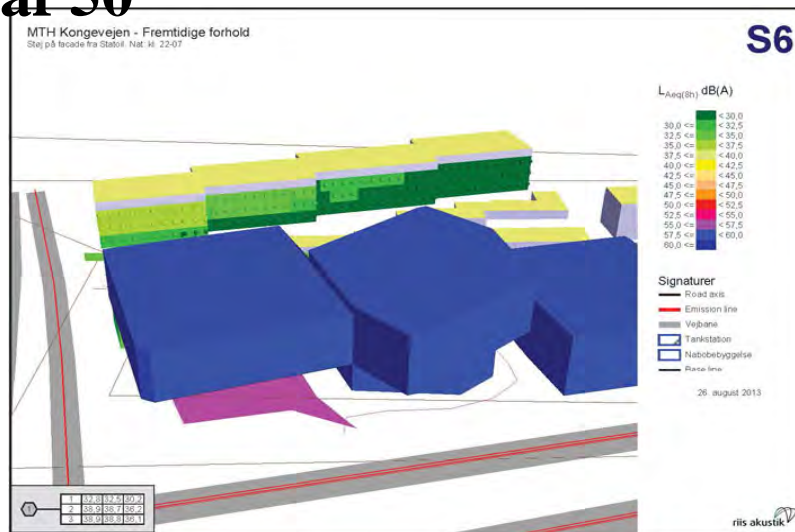 år 30
MTH Kongevejen - Fremtidige forhold
Støj på facade fra Statoil. Nat: kl. 22-07
S6
LAeq(8h) dB(A)
< 30,0
30,0 <= < 32,5
32,5 <= < 35,0
35,0 <= < 37,5
37,5 <= < 40,0
40,0 <= < 42,5
42,5 <= < 45,0
45,0 <= < 47,5
47,5 <= < 50,0
50,0 <= < 52,5
52,5 <= < 55,0
55,0 <= < 57,5
57,5 <= < 60,0
60,0 <=
Signaturer
Road axis
Emission line
Vejbane
Tankstation
Nabobebyggelse
Base line
26. august 2013
1 32,8 32,5 30,2
2 38,9 38,7 36,2
3 38,9 38,8 36,1
riis akustik